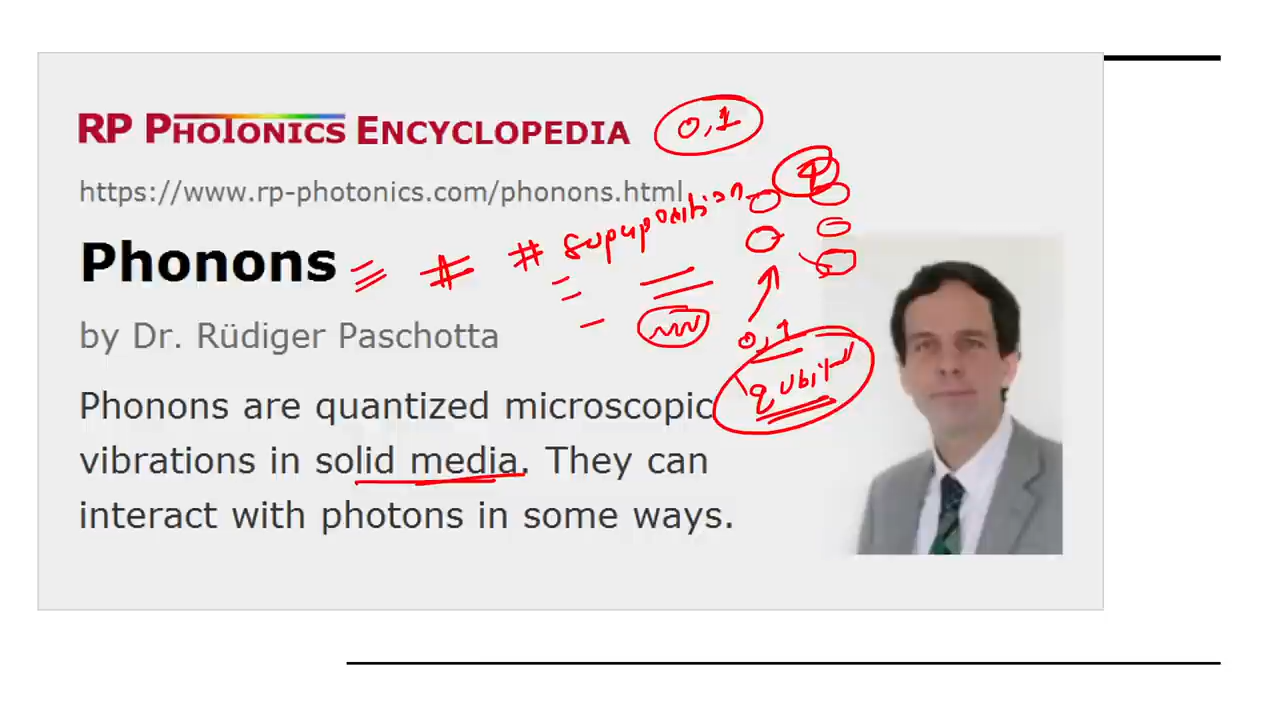 RP PHOTONICS ENCYCLOPEDIA
0,1
https://www.rp-photonics.com/phonons.html
Phonons
# # superposition
by Dr. Rüdiger Paschotta
0,1
qubit
Phonons are quantized microscopic
vibrations in solid media. They can
interact with photons in some ways.